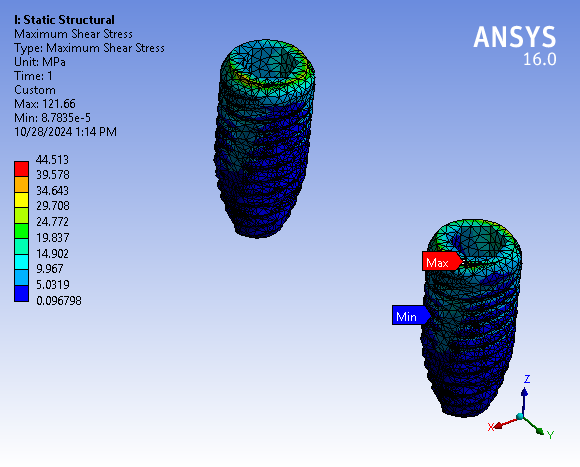 I: Static Structural
Maximum Shear Stress
Type: Maximum Shear Stress
Unit: MPa
Time: 1
Custom
Max: 121.66
Min: 8.7835e-5
10/28/2024 1:14 PM
ANSYS
16.0
44.513
39.578
34.643
29.708
24.772
19.837
14.902
9.967
5.0319
0.096798
Max
Min
Z
X
Y